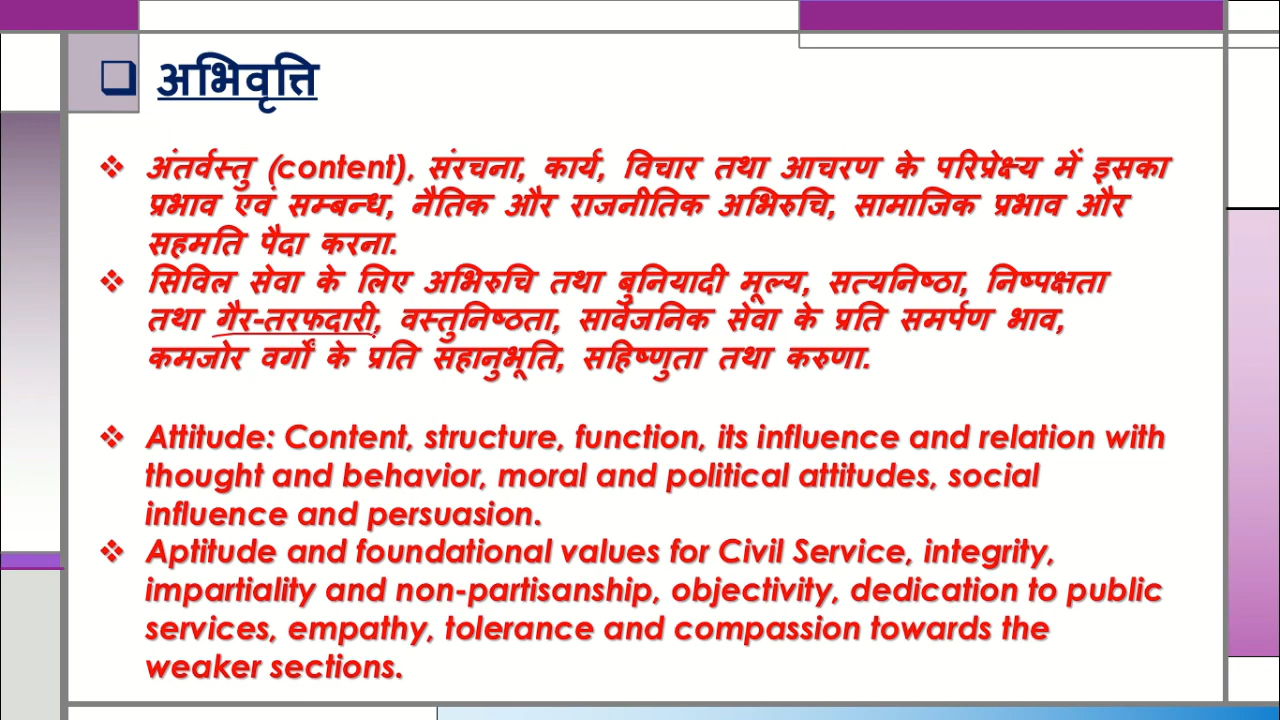 ❑ अभिवृत्ति
❖ अंतर्वस्तु (content), संरचना, कार्य, विचार तथा आचरण के परिप्रेक्ष्य में इसका
प्रभाव एवं सम्बन्ध, नैतिक और राजनीतिक अभिरुचि, सामाजिक प्रभाव और
सहमति पैदा करना.
❖ सिविल सेवा के लिए अभिरुचि तथा बुनियादी मूल्य, सत्यनिष्ठा, निष्पक्षता
तथा गैर-तरफदारी, वस्तुनिष्ठता, सार्वजनिक सेवा के प्रति समर्पण भाव,
कमजोर वर्गों के प्रति सहानुभूति, सहिष्णुता तथा करुणा.
❖ Attitude: Content, structure, function, its influence and relation with
thought and behavior, moral and political attitudes, social
influence and persuasion.
❖ Aptitude and foundational values for Civil Service, integrity,
impartiality and non-partisanship, objectivity, dedication to public
services, empathy, tolerance and compassion towards the
weaker sections.